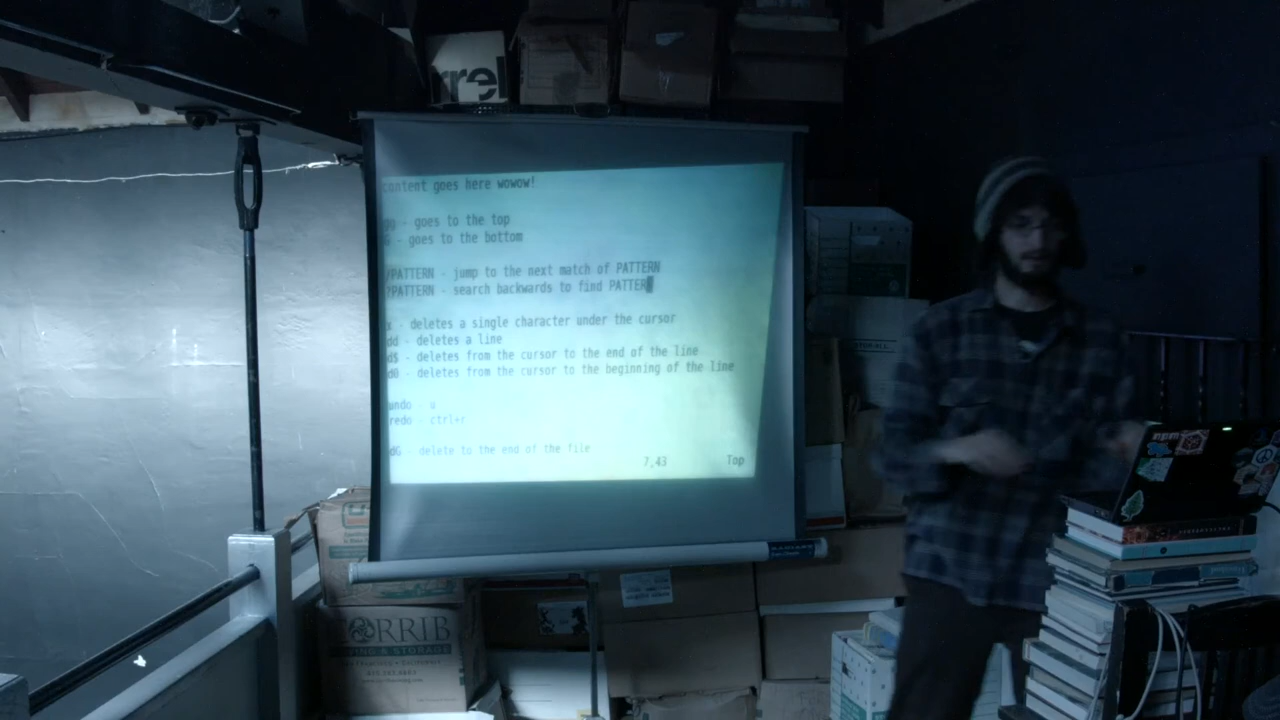 rrel
content goes here wowow!
gg - goes to the top
G - goes to the bottom
/PATTERN - jump to the next match of PATTERN
?PATTERN - search backwards to find PATTERN
x - deletes a single character under the cursor
dd - deletes a line
d$ - deletes from the cursor to the end of the line
d0 - deletes from the cursor to the beginning of the line
undo - u
redo - ctrl+r
dG - delete to the end of the file
7,43 Top
ORRIB
& STORAGE